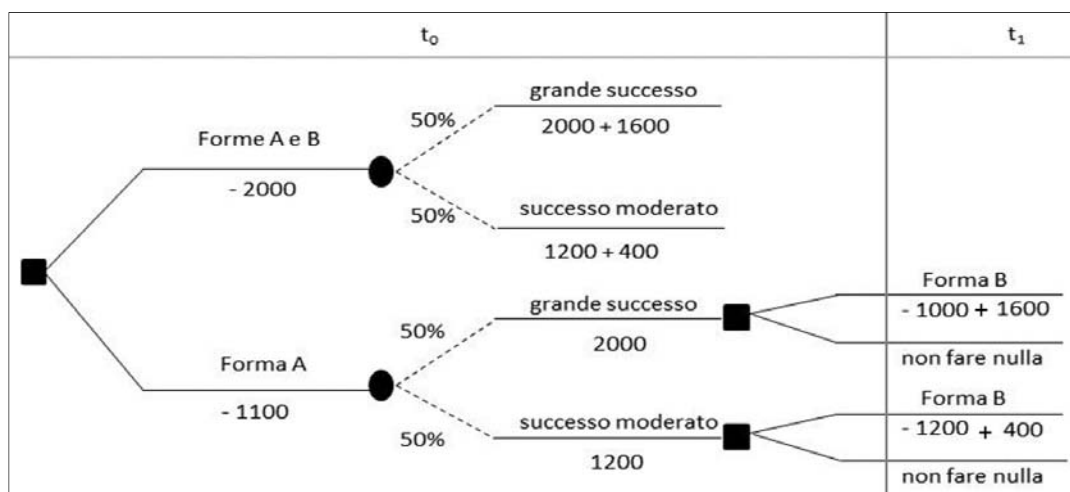 t₀
t₁
grande successo
50%
2000 + 1600
Forme A e B
- 2000
50%
successo moderato
1200 + 400
Forma B
- 1000 + 1600
grande successo
50%
2000
non fare nulla
Forma A
- 1100
Forma B
- 1200 + 400
successo moderato
50%
1200
non fare nulla